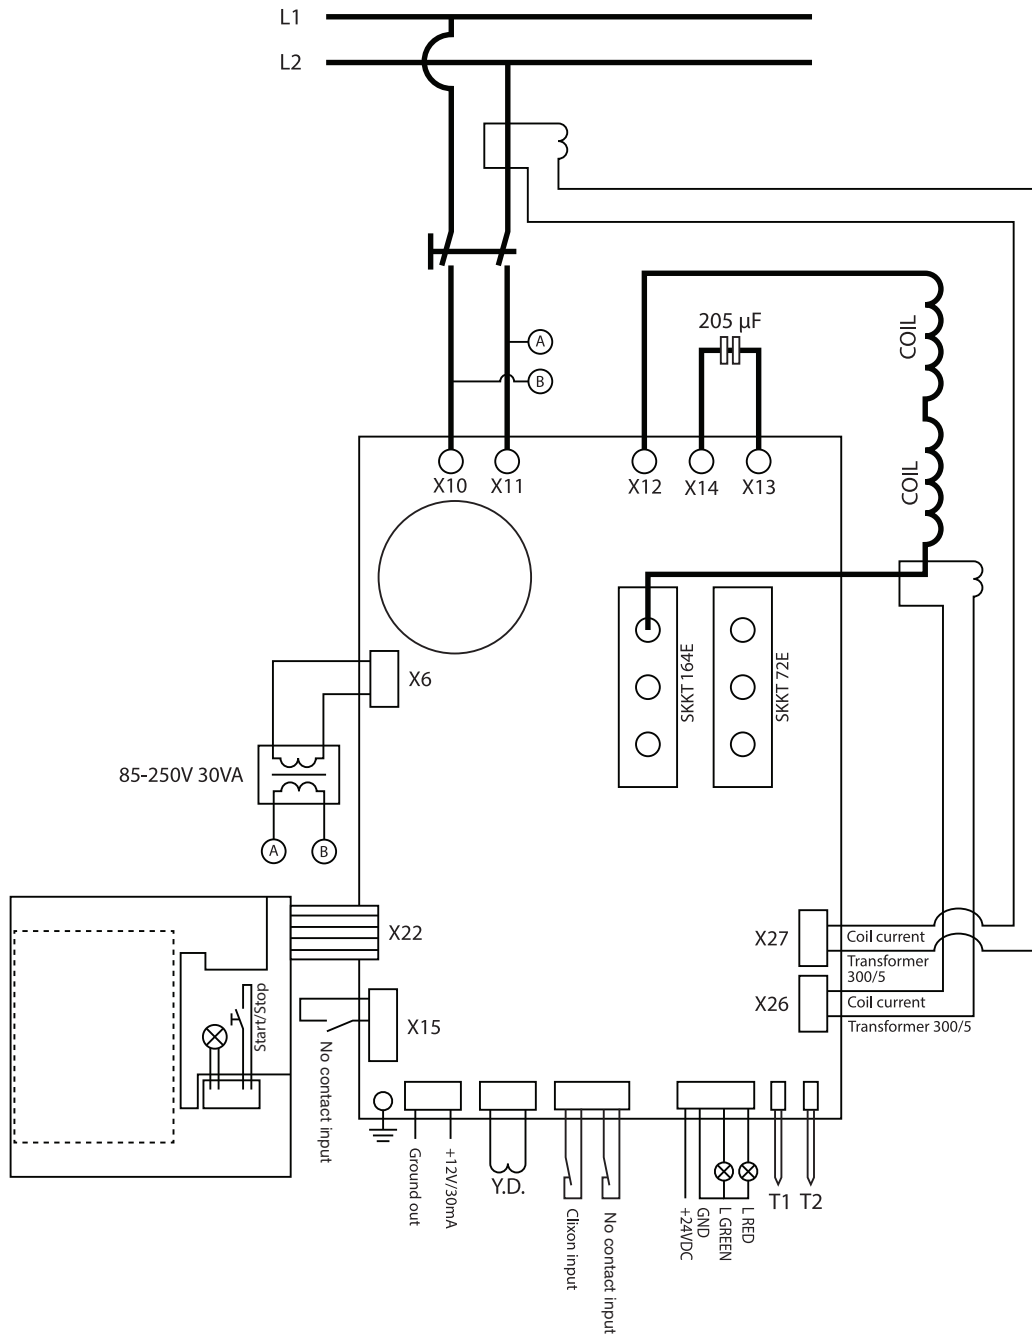 L1
L2
205 µF
COIL
A
B
COIL
X10
X11
X12
X14
X13
SKKT 164E
SKKT 72E
X6
85-250V 30VA
A
B
X22
X27
Coil current
Transformer
300/5
X26
Coil current
Transformer 300/5
Start/Stop
X15
No contact input
Ground out
+12V/30mA
Y.D.
Clixon input
No contact input
+24VDC
GND
L GREEN
L RED
T1
T2